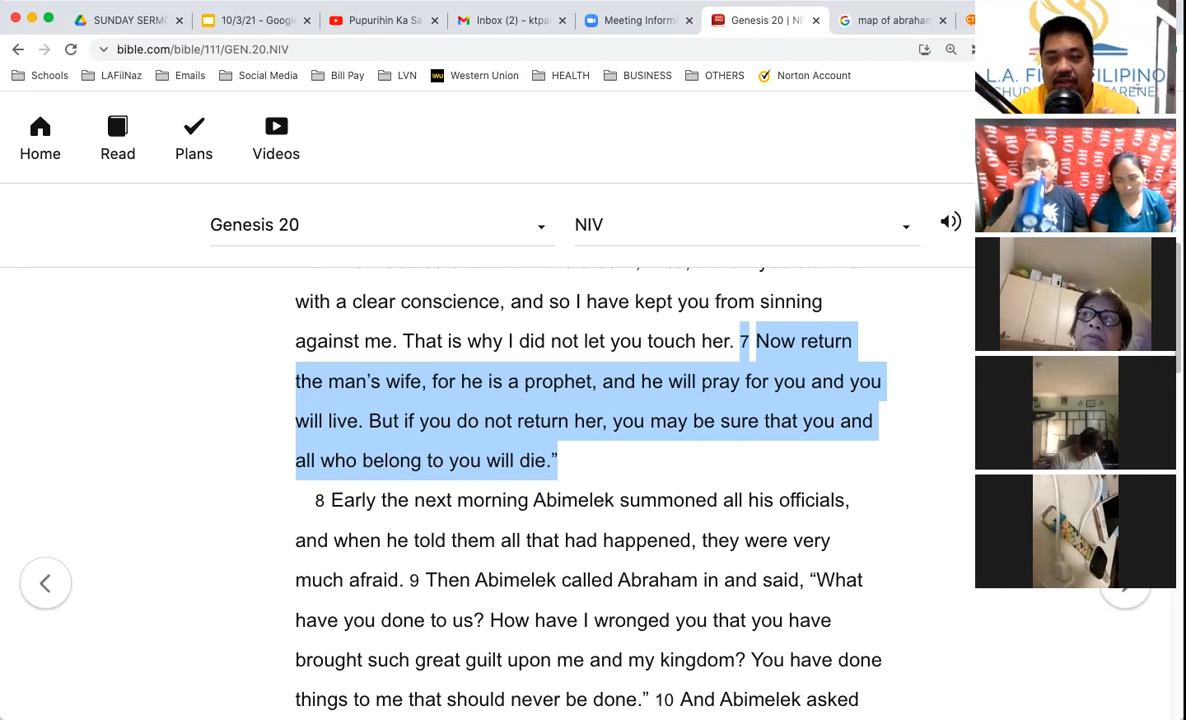 SUNDAY SERM
10/3/21 - Goog
Pupurihin Ka Sa
Inbox (2) - ktpa
Meeting Inform
Genesis 20 | NI
map of abraham
bible.com/bible/111/GEN.20.NIV
Schools
LAFilNaz
Emails
Social Media
Bill Pay
LVN
WU
Western Union
HEALTH
BUSINESS
OTHERS
Norton Account
L.A. FI FILIPINO
CHUR ARENE
Home
Read
Plans
Videos
Genesis 20
NIV
with a clear conscience, and so I have kept you from sinning
against me. That is why I did not let you touch her. 7 Now return
the man’s wife, for he is a prophet, and he will pray for you and you
will live. But if you do not return her, you may be sure that you and
all who belong to you will die.”
8 Early the next morning Abimelek summoned all his officials,
and when he told them all that had happened, they were very
much afraid. 9 Then Abimelek called Abraham in and said, “What
have you done to us? How have I wronged you that you have
brought such great guilt upon me and my kingdom? You have done
things to me that should never be done.” 10 And Abimelek asked